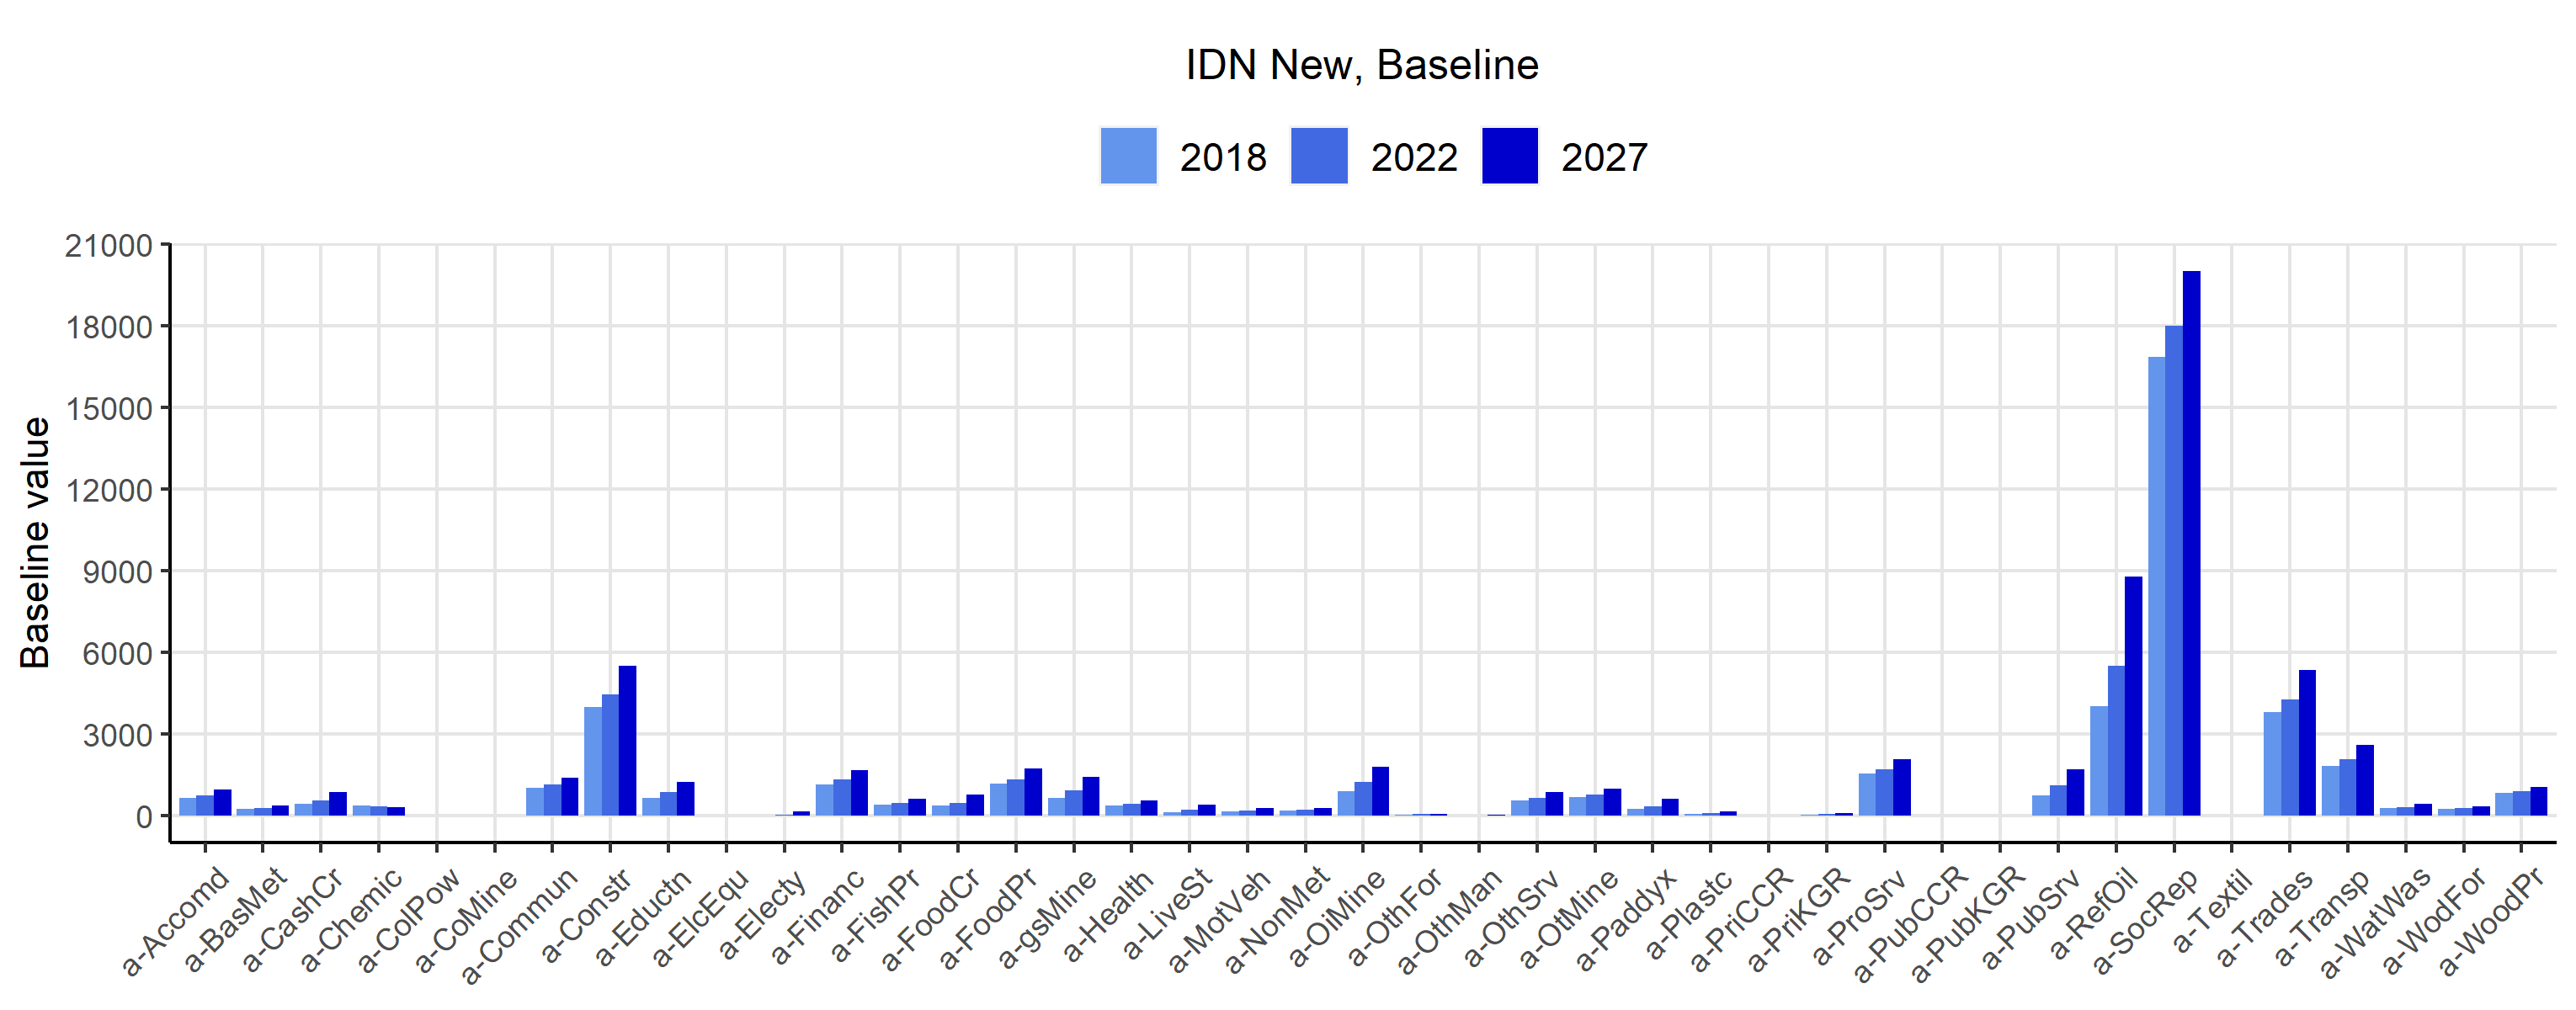 IDN New, Baseline
2018 2022 2027
Baseline value
21000
18000
15000
12000
9000
6000
3000
0
a-Accomd
a-BasMet
a-CashCr
a-Chemic
a-ColPow
a-CoMine
a-Commun
a-Constr
a-Eductn
a-ElcEqu
a-Electy
a-Financ
a-FishPr
a-FoodCr
a-FoodPr
a-gsMine
a-Health
a-LiveSt
a-MotVeh
a-NonMet
a-OilMine
a-OthFor
a-OthMan
a-OthSrv
a-OtMine
a-Paddyx
a-Plastc
a-PriCCR
a-PriKGR
a-ProSrv
a-PubCCR
a-PubKGR
a-PubSrv
a-RefOil
a-SocRep
a-Textil
a-Trades
a-Transp
a-WatWas
a-WodFor
a-WoodPr